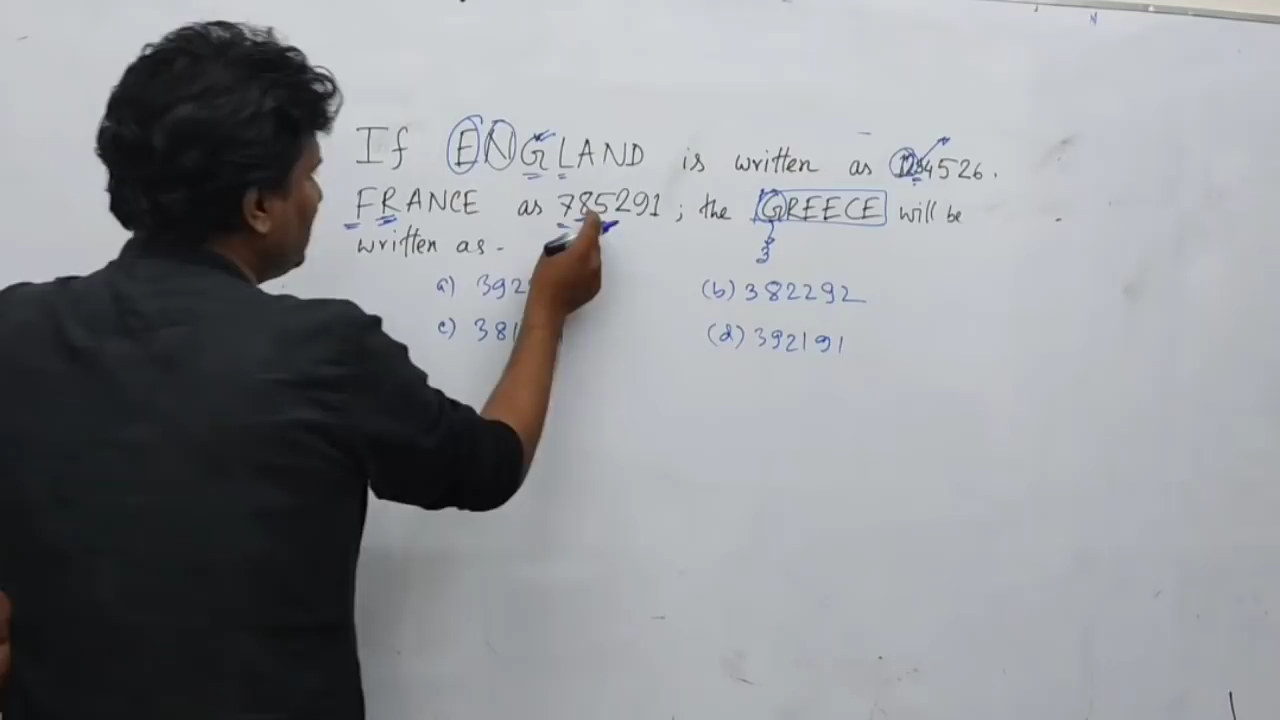 If ENGLAND is written as 1234526.
FRANCE as 785291; the GREECE will be
written as-
3
a) 392
(b) 382292
c) 381
(d) 392191